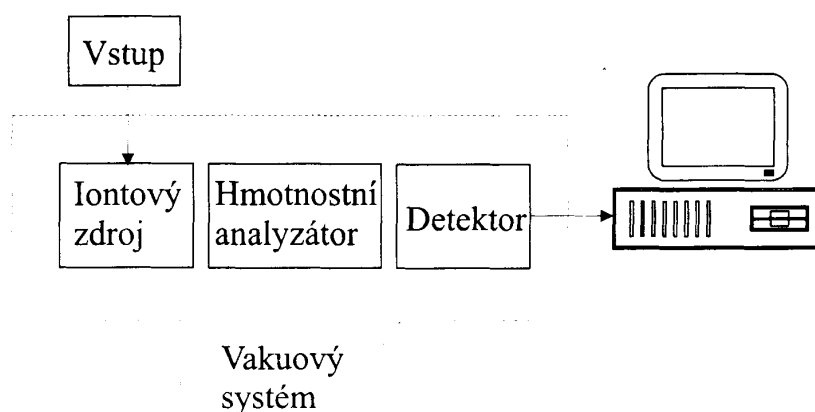 Vstup
Iontový
zdroj
Hmotnostní
analyzátor
Detektor
Vakuový
systém